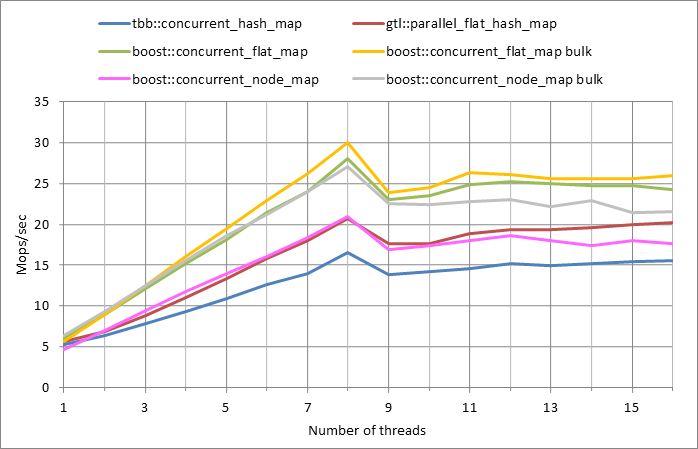 tbb::concurrent_hash_map
gtl::parallel_flat_hash_map
boost::concurrent_flat_map
boost::concurrent_flat_map bulk
boost::concurrent_node_map
boost::concurrent_node_map bulk
35
30
25
20
15
10
5
0
Mops/sec
1
3
5
7
9
11
13
15
Number of threads